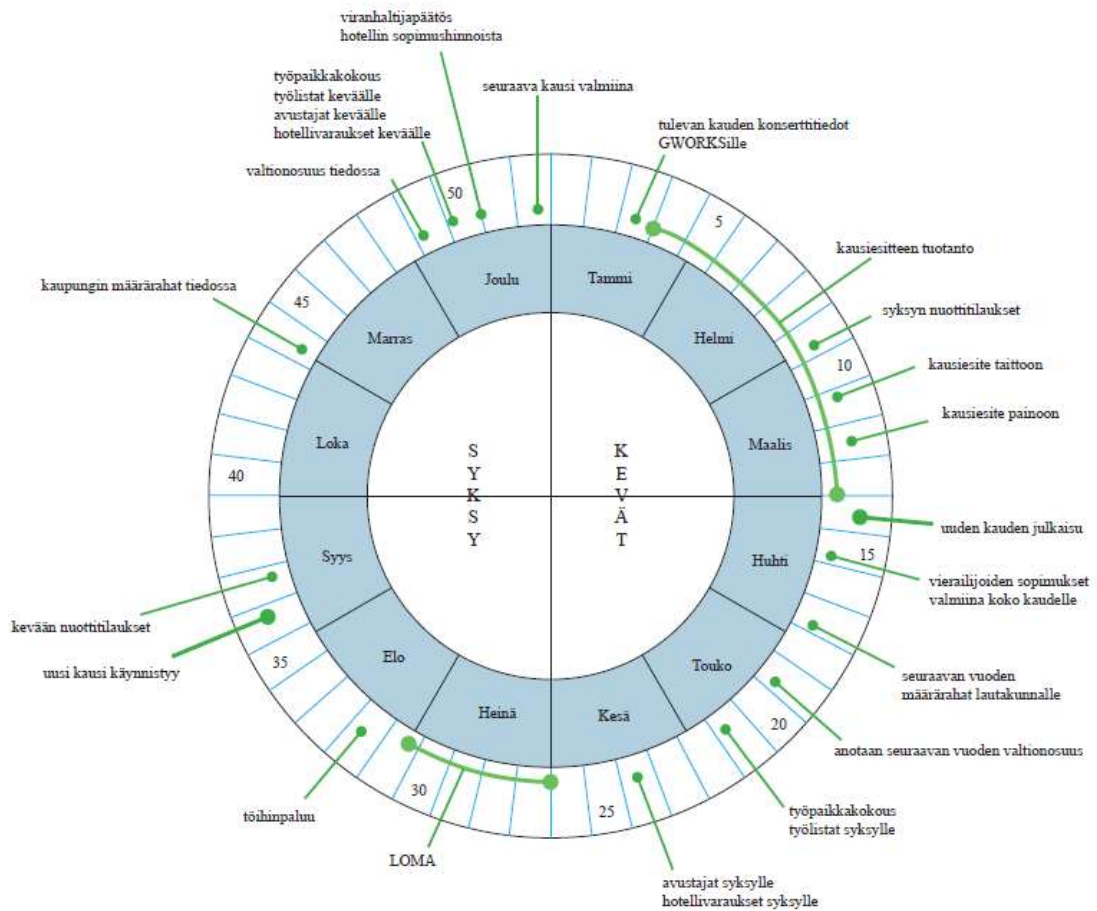 viranhaltijapäätös
hotellin sopimushinnoista
työpaikkakokous
työlistat keväälle
avustajat keväälle
hotellivaraukset keväälle
seuraava kausi valmiina
tulevan kauden konserttitiedot
GWORKSille
valtionosuus tiedossa
50
5
kausiesitteen tuotanto
kaupungin määrärahat tiedossa
45
Joulu
Tammi
syksyn nuottitilaukset
Marras
Helmi
10
kausiesite taittoon
kausiesite painoon
Loka
Maalis
40
SYKSY
KEVÄT
uuden kauden julkaisu
15
Syys
Huhti
vierailijoiden sopimukset
valmiina koko kaudelle
kevään nuottitilaukset
uusi kausi käynnistyy
35
Elo
Touko
seuraavan vuoden
määrärahat lautakunnalle
Heinä
Kesä
20
anotaan seuraavan vuoden valtionosuus
30
25
töihinpaluu
työpaikkakokous
työlistat syksylle
LOMA
avustajat syksylle
hotellivaraukset syksylle